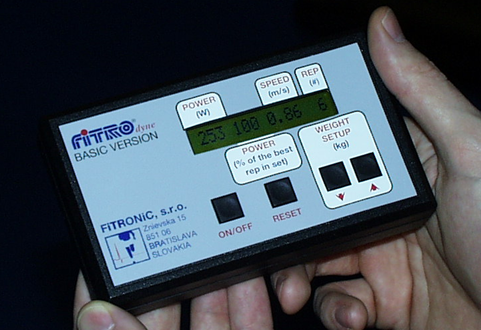 FiTRO dyne
BASIC VERSION
POWER
(W)
SPEED
(m/s)
REP
(#)
253 100 0.86 6
POWER
(% of the best
rep in set)
WEIGHT
SETUP
(kg)
FiTRONiC, s.r.o.
Znievska 15
851 06
BRATISLAVA
SLOVAKIA
ON/OFF
RESET